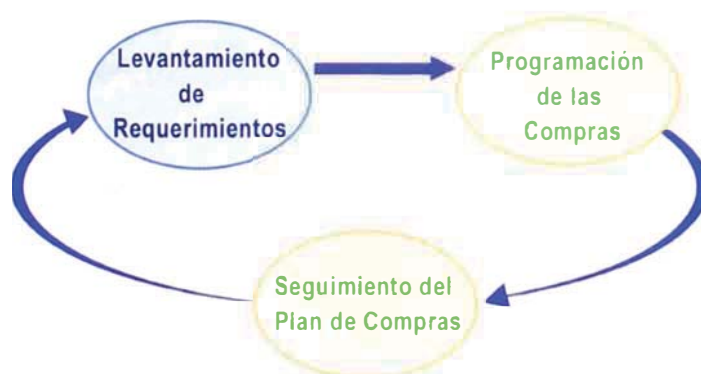 Levantamiento
de
Requerimientos
Programación
de las
Compras
Seguimiento del
Plan de Compras